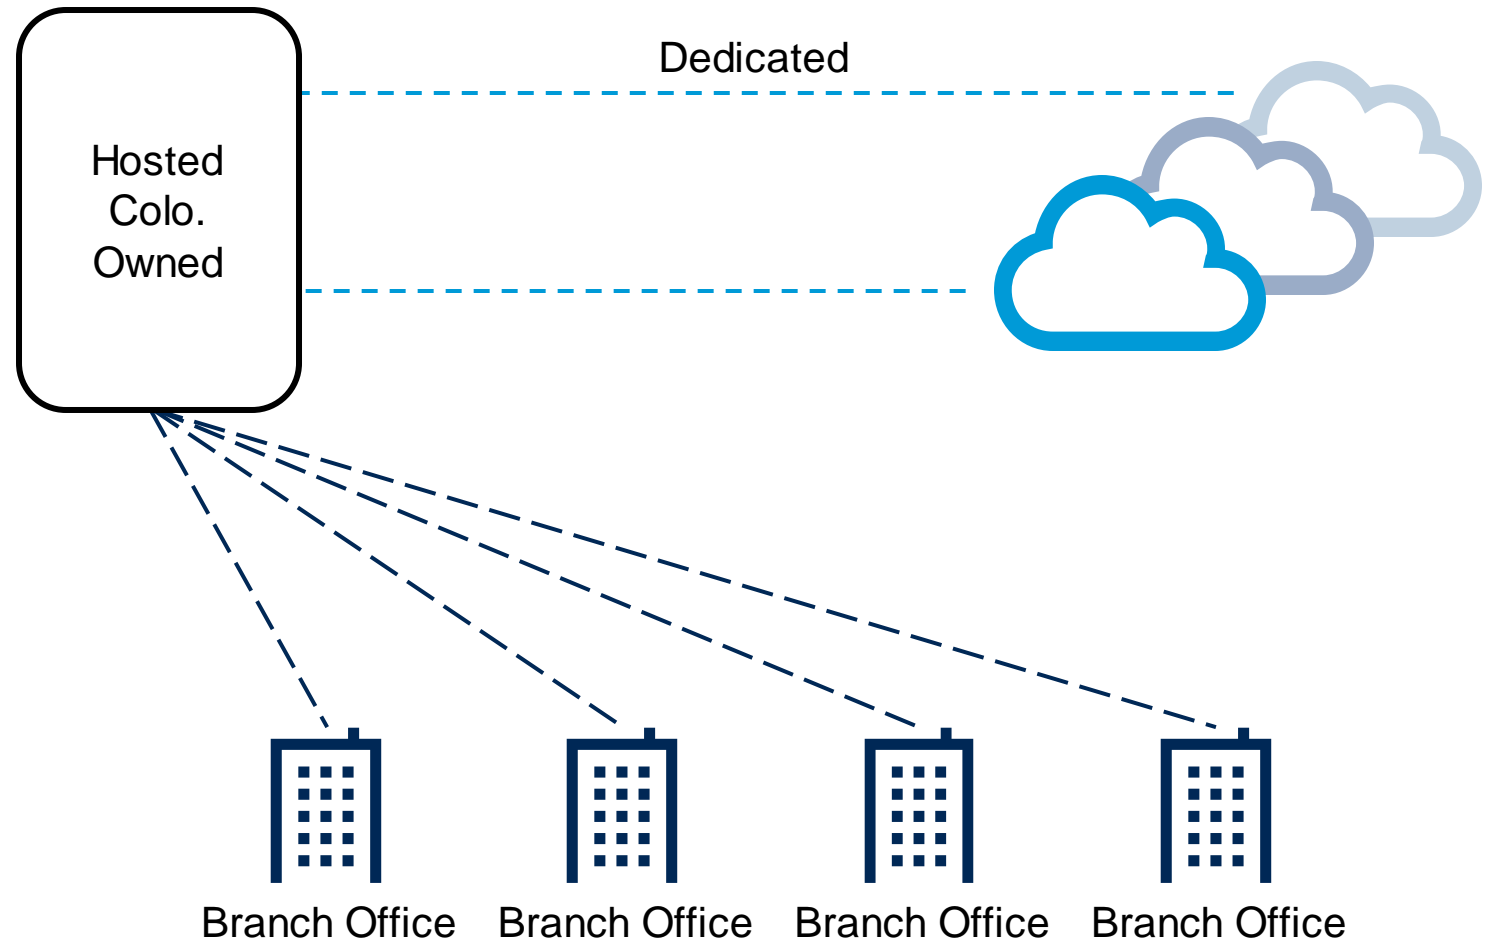 Dedicated
Hosted
Colo.
Owned
Branch Office
Branch Office
Branch Office
Branch Office